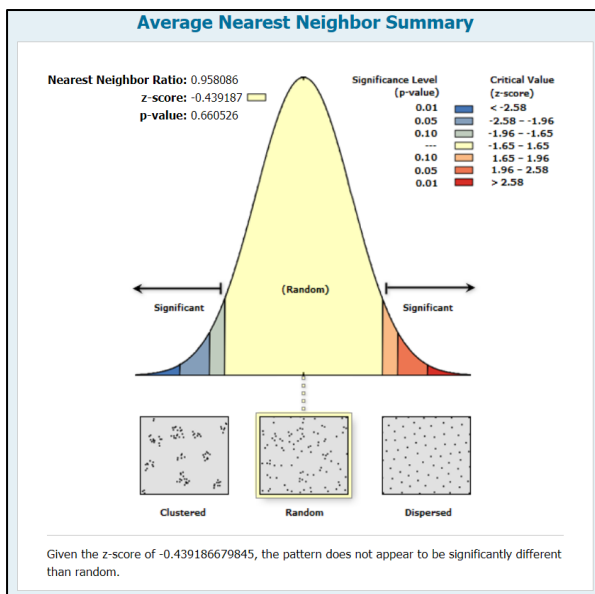 Average Nearest Neighbor Summary
Nearest Neighbor Ratio: 0.958086
z-score: -0.439187
p-value: 0.660526
Significance Level Critical Value
(p-value) (z-score)
0.01 < -2.58
0.05 -2.58 – -1.96
0.10 -1.96 – -1.65
--- -1.65 – 1.65
0.10 1.65 – 1.96
0.05 1.96 – 2.58
0.01 > 2.58
(Random)
Significant Significant
Clustered Random Dispersed
Given the z-score of -0.439186679845, the pattern does not appear to be significantly different
than random.